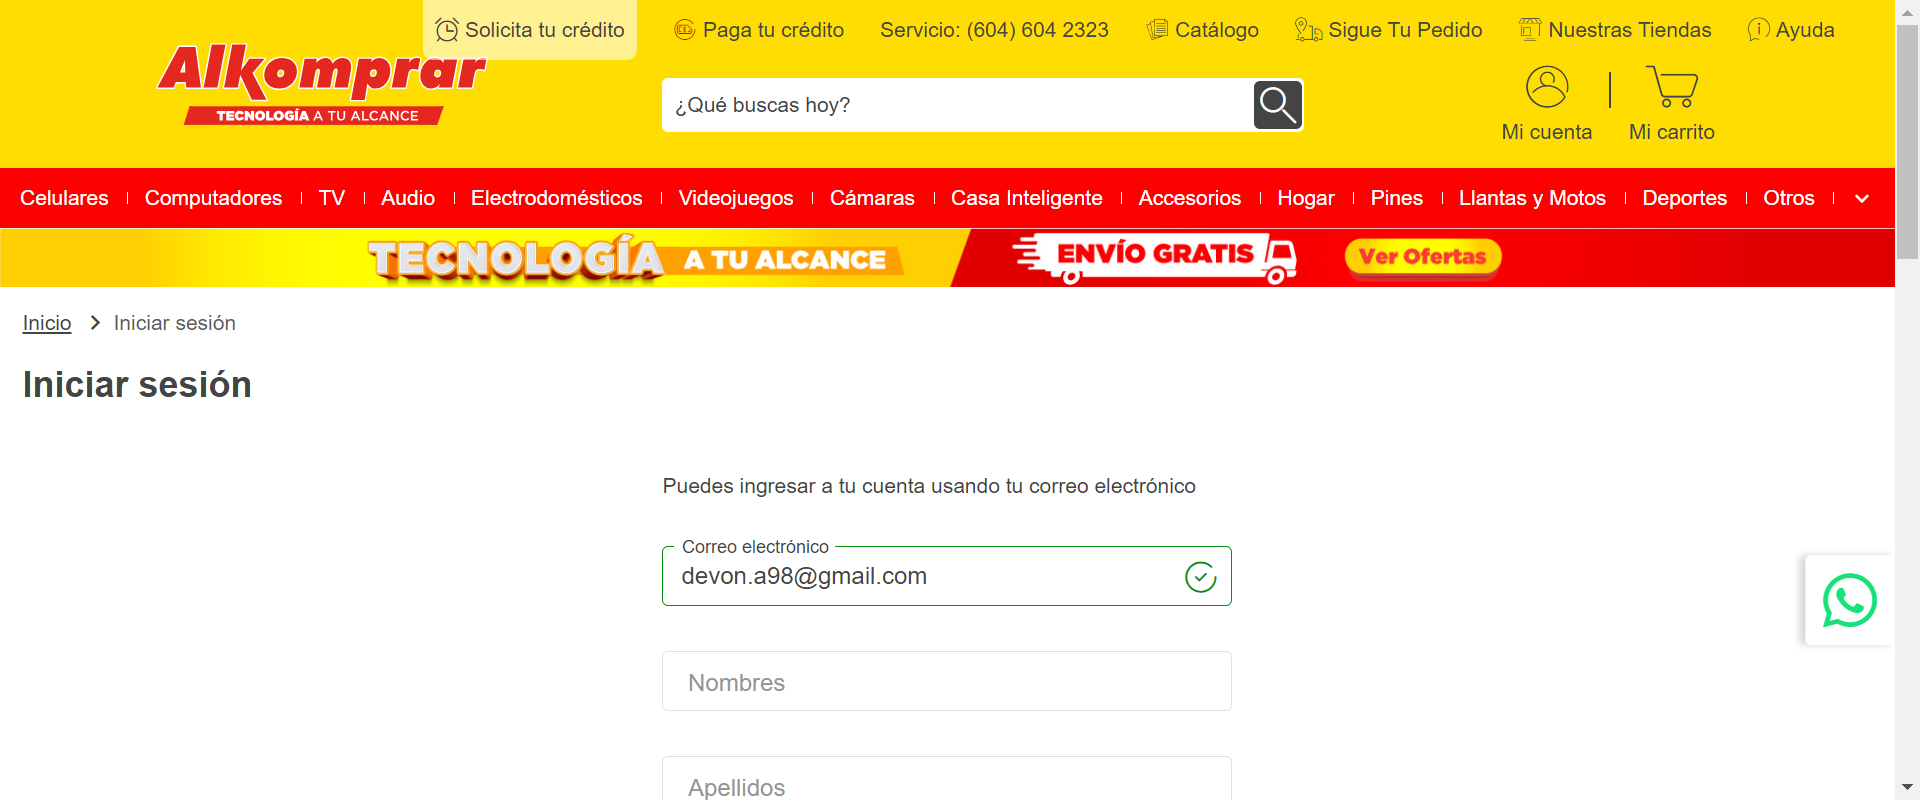 Solicita tu crédito
Paga tu crédito
Servicio: (604) 604 2323
Catálogo
Sigue Tu Pedido
Nuestras Tiendas
Ayuda
Alkomprar
TECNOLOGÍA A TU ALCANCE
¿Qué buscas hoy?
Mi cuenta
Mi carrito
Celulares
Computadores
TV
Audio
Electrodomésticos
Videojuegos
Cámaras
Casa Inteligente
Accesorios
Hogar
Pines
Llantas y Motos
Deportes
Otros
TECNOLOGÍA A TU ALCANCE
ENVÍO GRATIS
Ver Ofertas
Inicio
Iniciar sesión
Iniciar sesión
Puedes ingresar a tu cuenta usando tu correo electrónico
Correo electrónico
devon.a98@gmail.com
Nombres
Apellidos